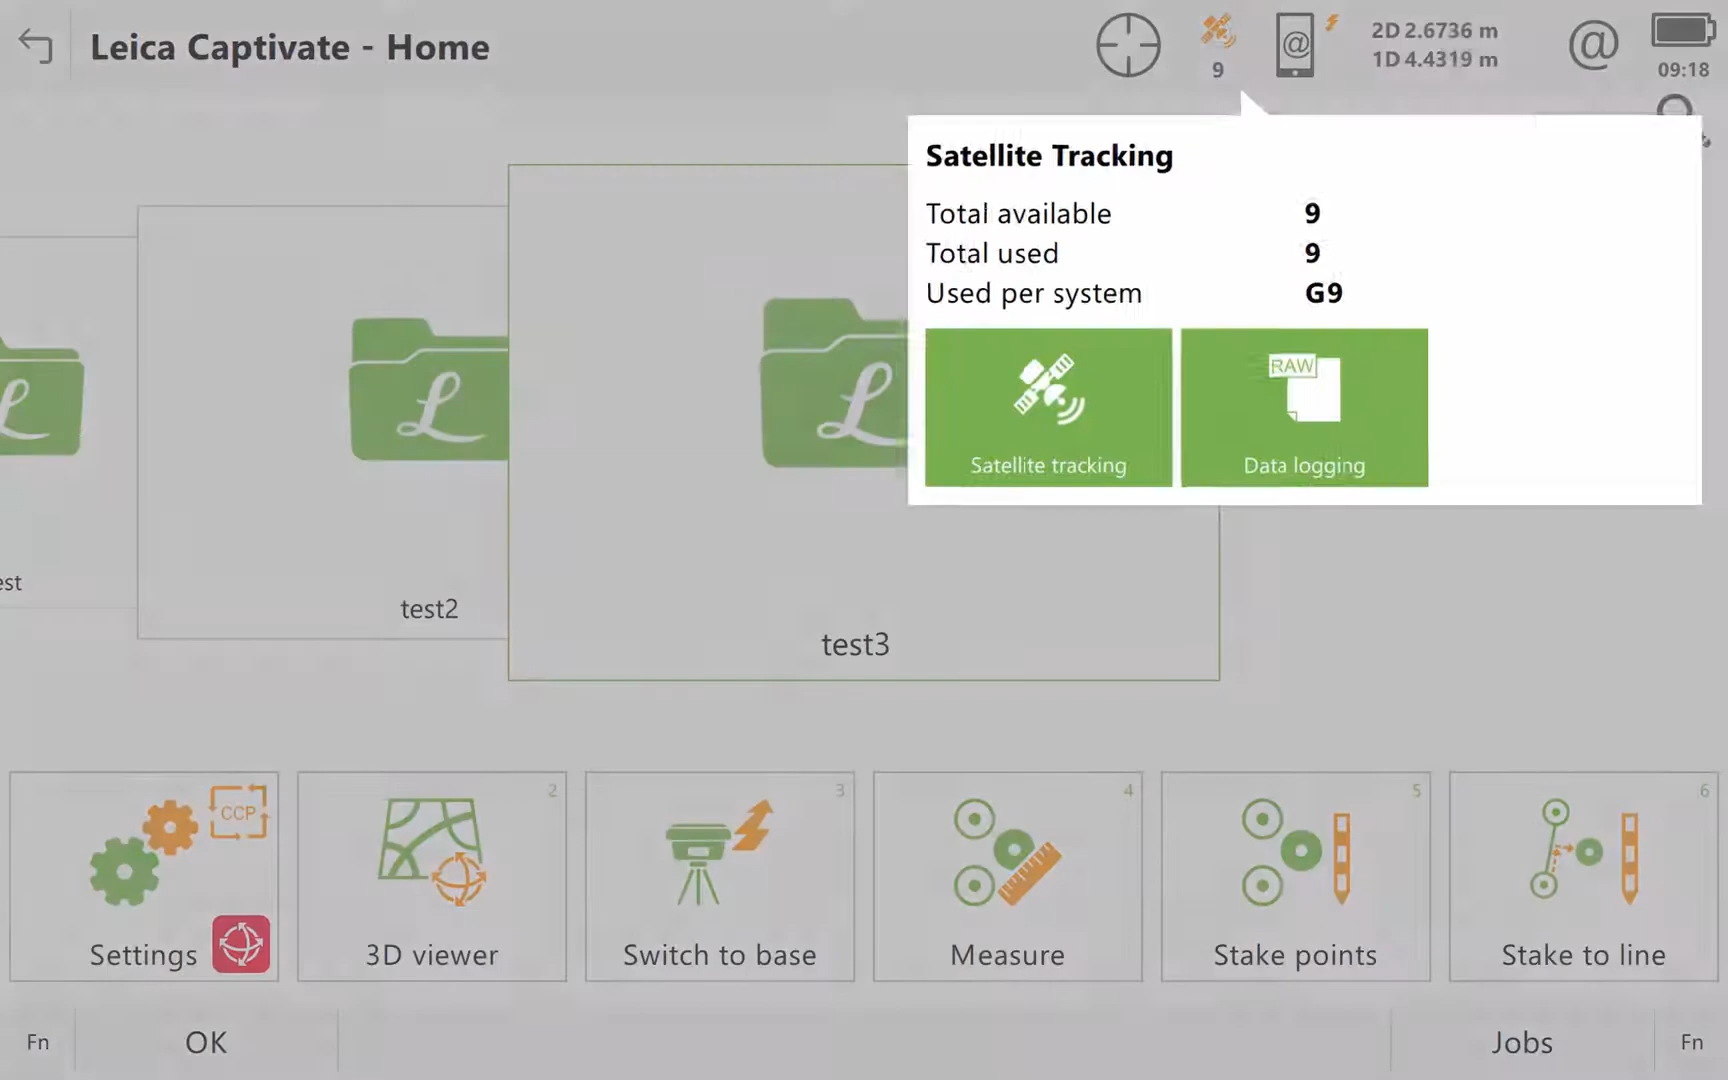 Leica Captivate - Home
9
@
2D 2.6736 m
1D 4.4319 m
@
09:18
Satellite Tracking
Total available 9
Total used 9
Used per system G9
RAW
Satellite tracking
Data logging
L
L
L
est
test2
test3
CCP
Settings
2
3D viewer
3
Switch to base
4
Measure
5
Stake points
6
Stake to line
Fn
OK
Jobs
Fn